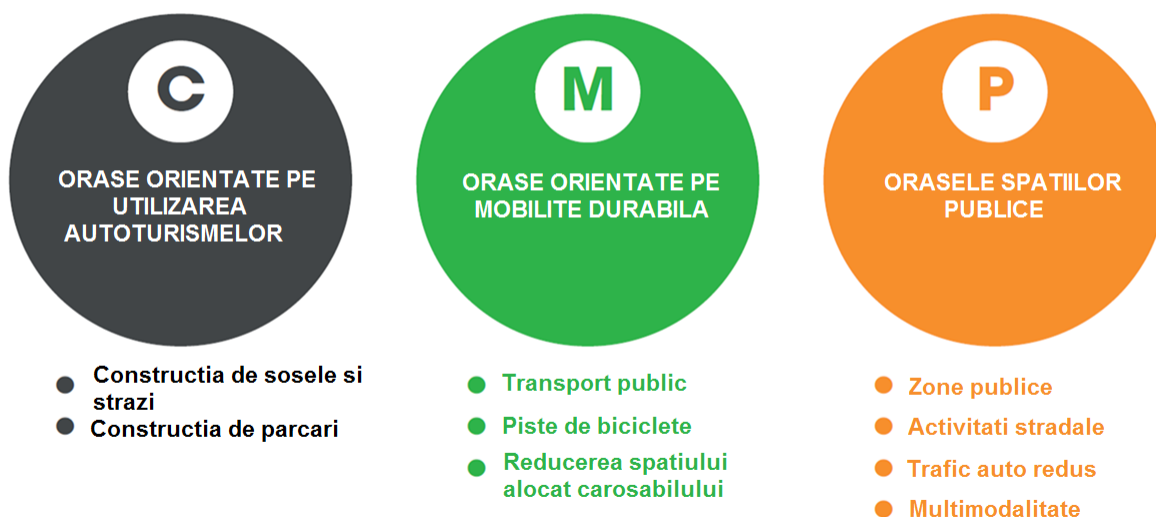 C
ORASE ORIENTATE PE
UTILIZAREA
AUTOTURISMELOR
Constructia de sosele si
strazi
Constructia de parcari
M
ORASE ORIENTATE PE
MOBILITE DURABILA
Transport public
Piste de biciclete
Reducerea spatiului
alocat carosabilului
P
ORASELE SPATIILOR
PUBLICE
Zone publice
Activitati stradale
Trafic auto redus
Multimodalitate